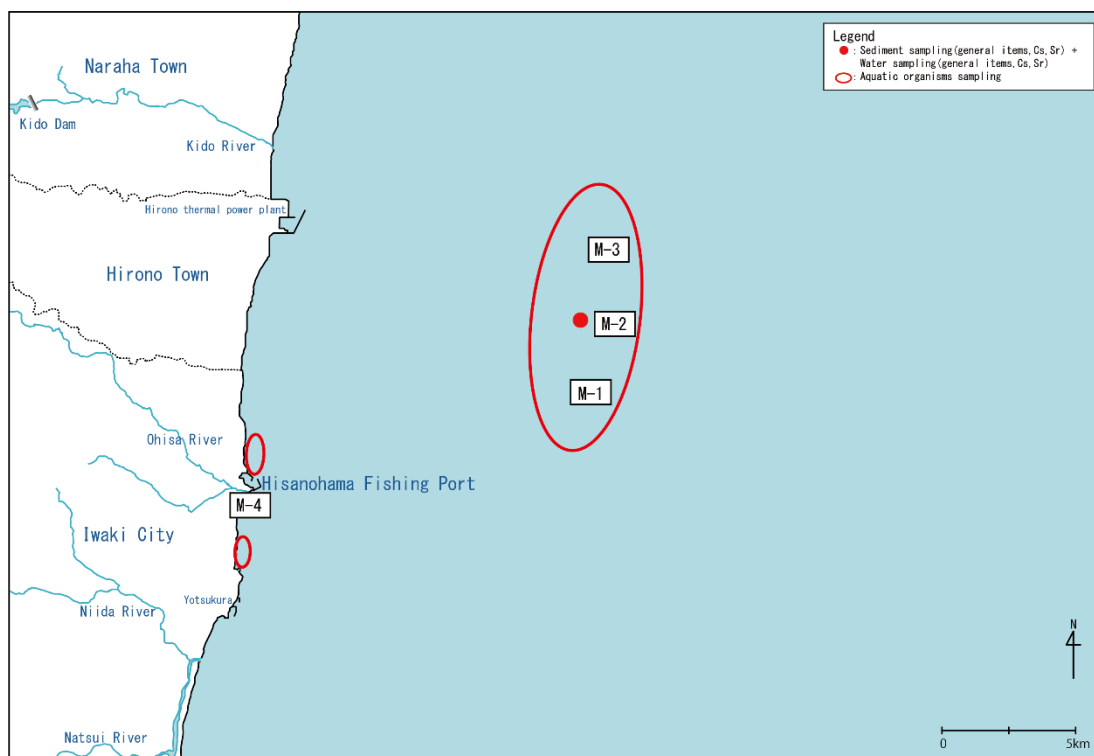 Legend
: Sediment sampling(general items,Cs,Sr) +
Water sampling(general items,Cs,Sr)
: Aquatic organisms sampling
Naraha Town
Kido Dam
Kido River
Hirono thermal power plant
M-3
Hirono Town
M-2
M-1
Ohisa River
Hisanohama Fishing Port
M-4
Iwaki City
Yotsukura
Niida River
N
Natsui River
0
5km